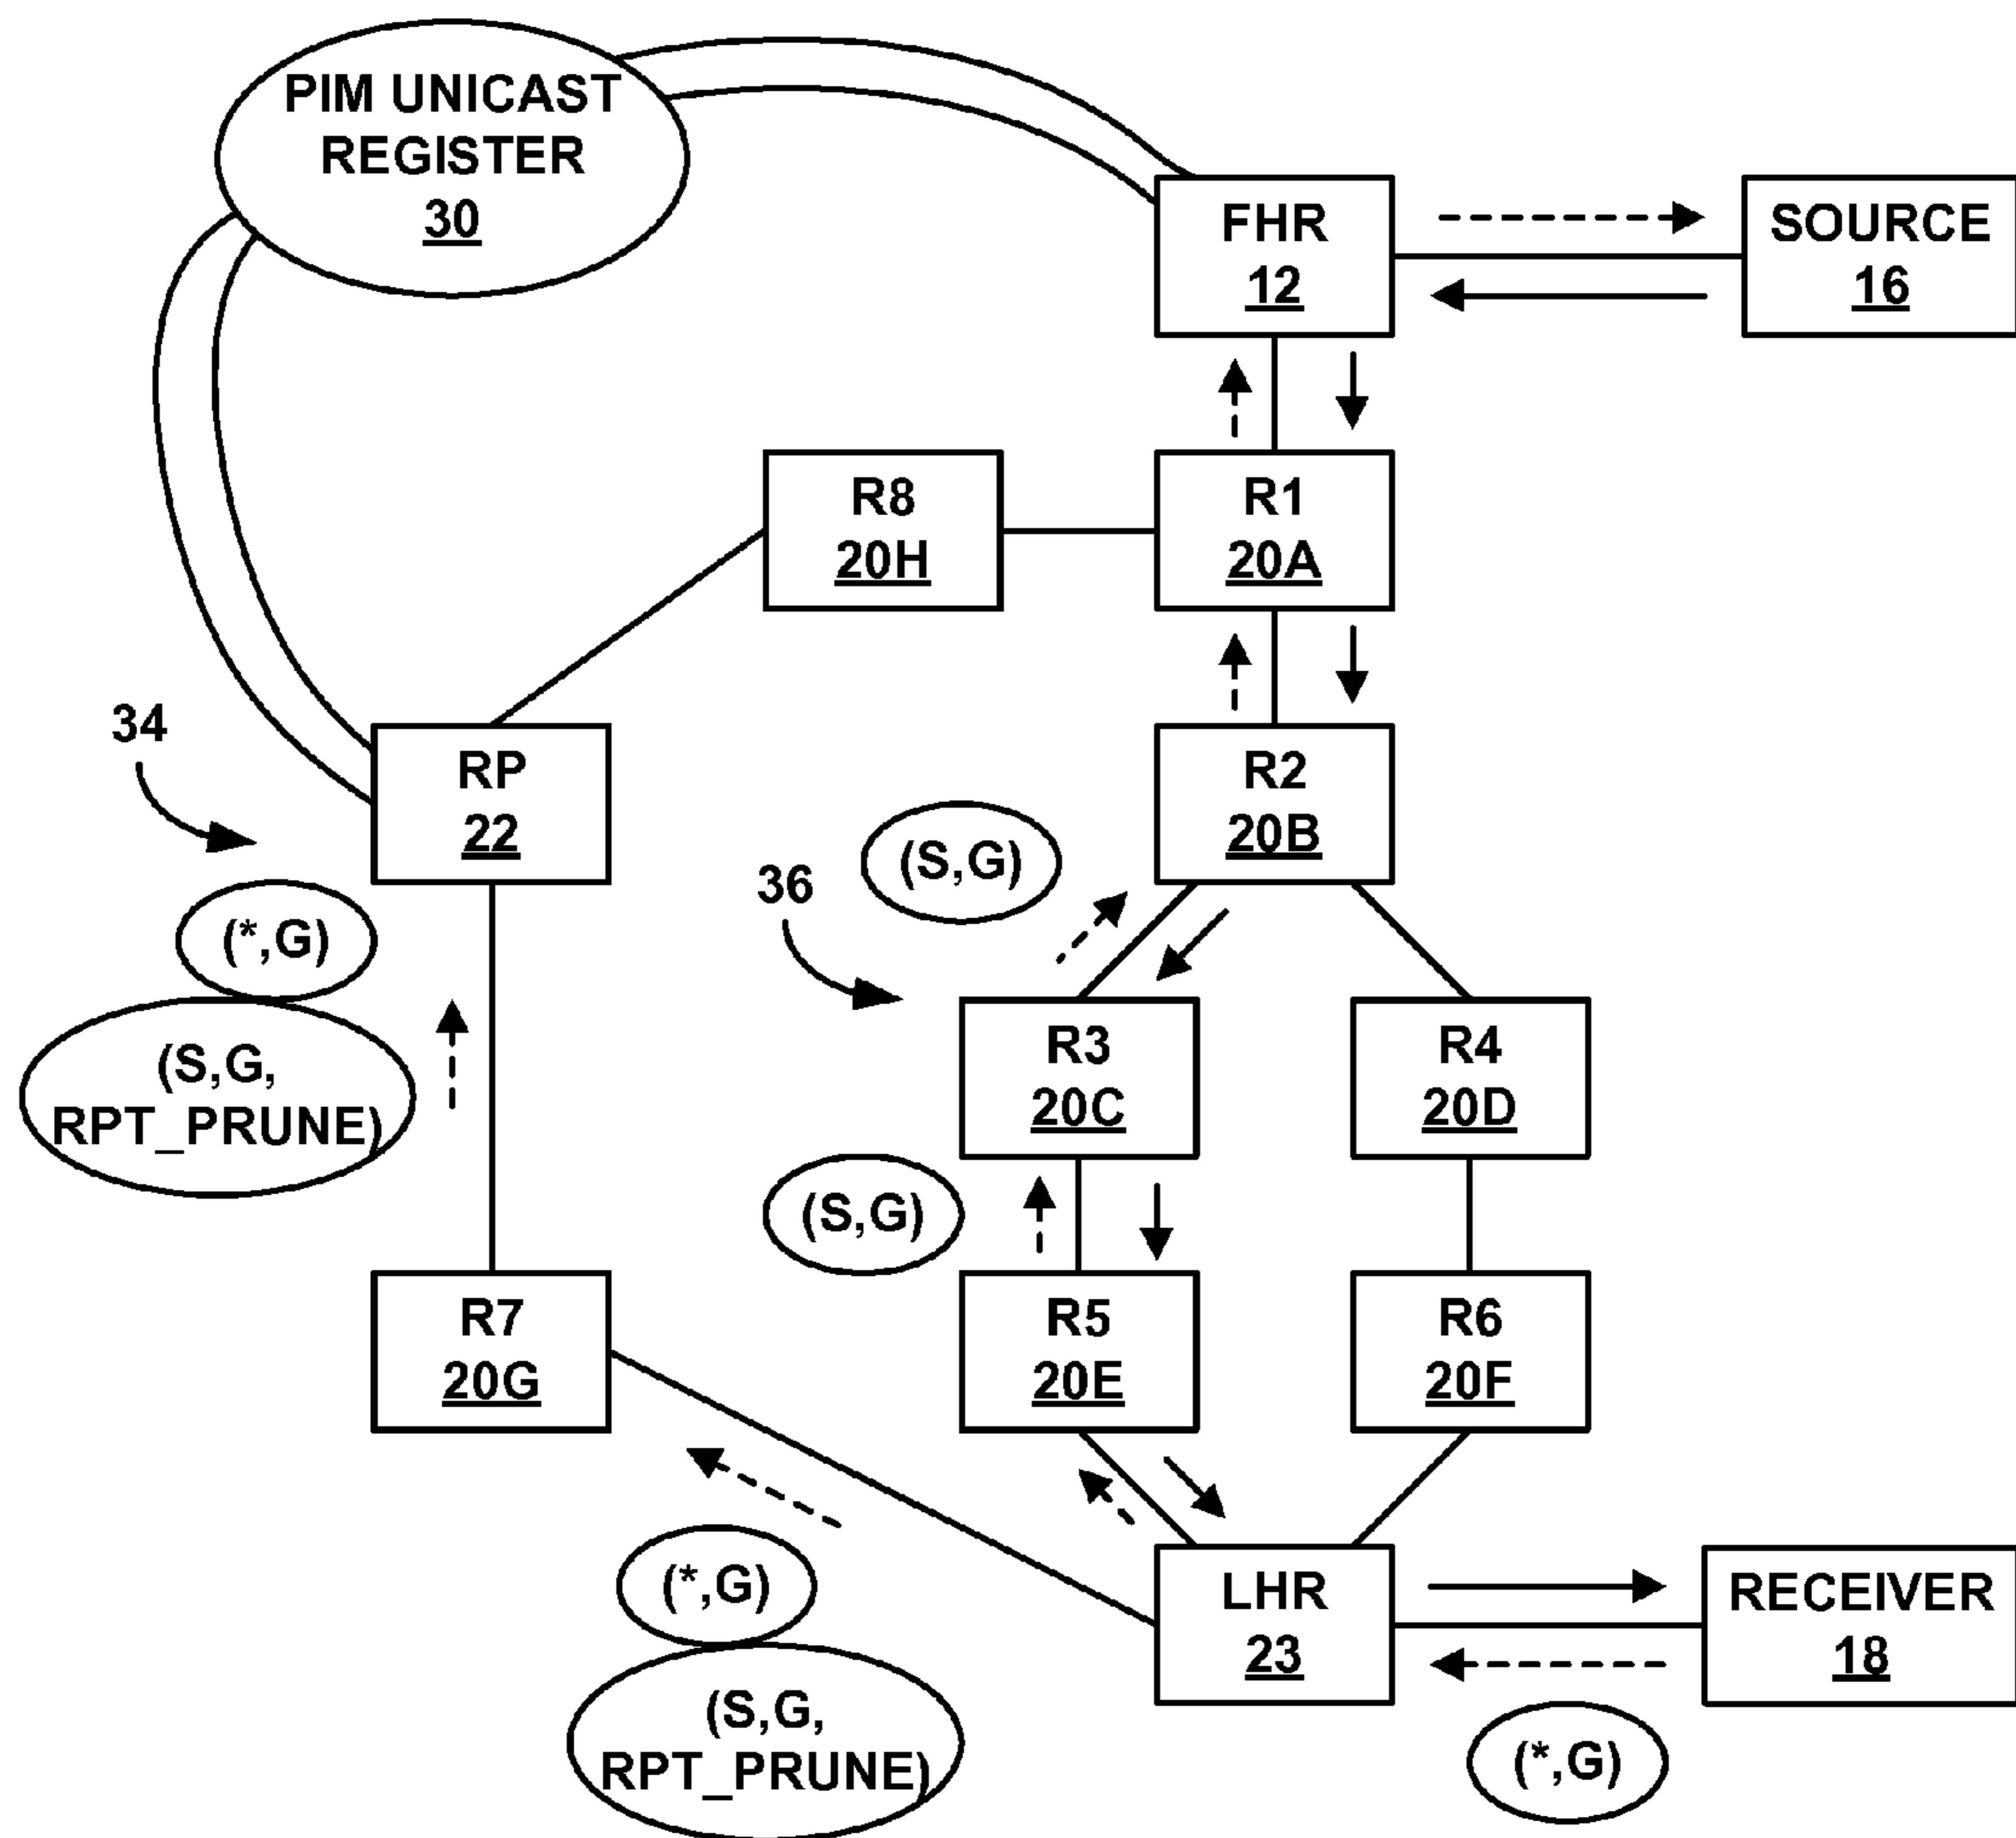 PIM UNICAST
REGISTER
30
FHR
12
SOURCE
16
R8
20H
R1
20A
34
RP
22
R2
20B
36
(S,G)
(*,G)
(S,G,
RPT_PRUNE)
R3
20C
R4
20D
(S,G)
R7
20G
R5
20E
R6
20F
(*,G)
(S,G,
RPT_PRUNE)
LHR
23
RECEIVER
18
(*,G)